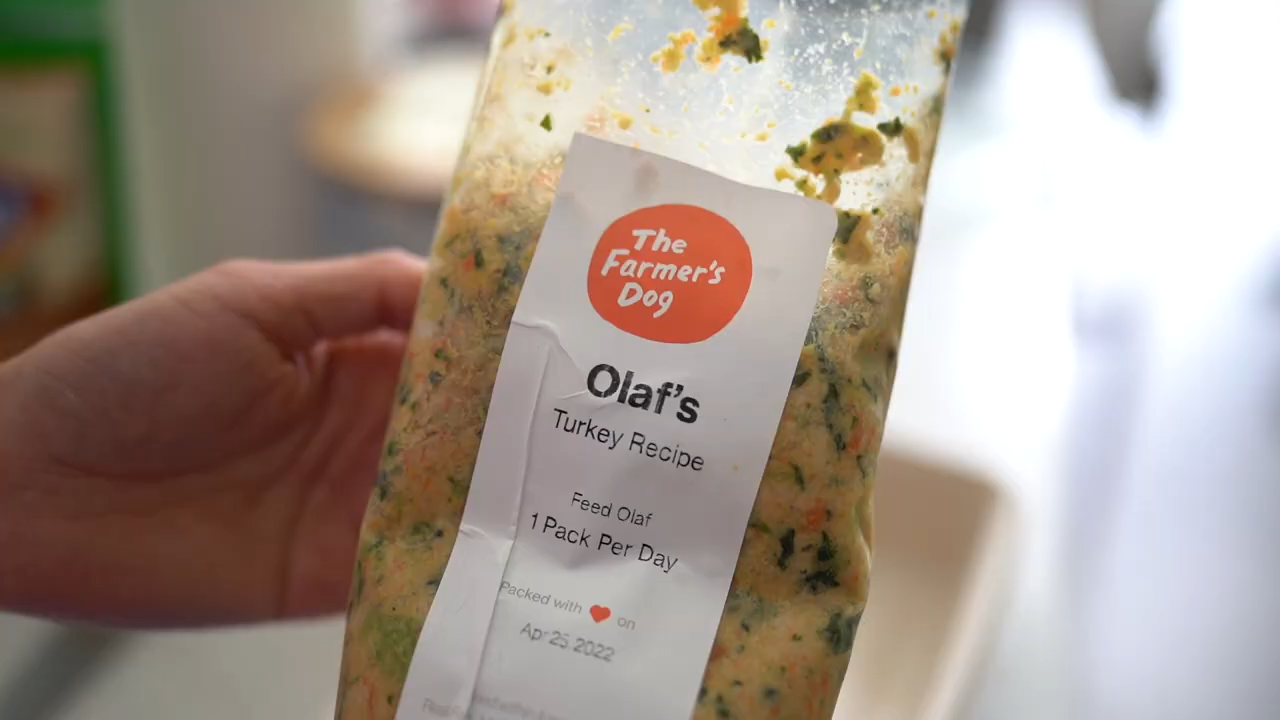 The
Farmer's
Dog
Olaf's
Turkey Recipe
Feed Olaf
1 Pack Per Day
Packed with ❤ on
Apr 25 2022